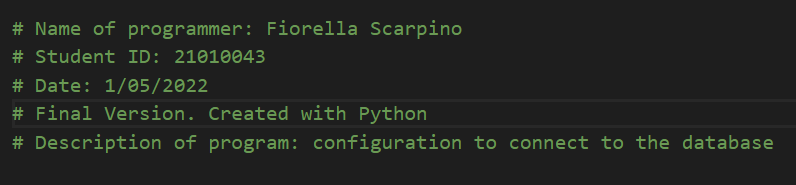 # Name of programmer: Fiorella Scarpino
# Student ID: 21010043
# Date: 1/05/2022
# Final Version. Created with Python
# Description of program: configuration to connect to the database